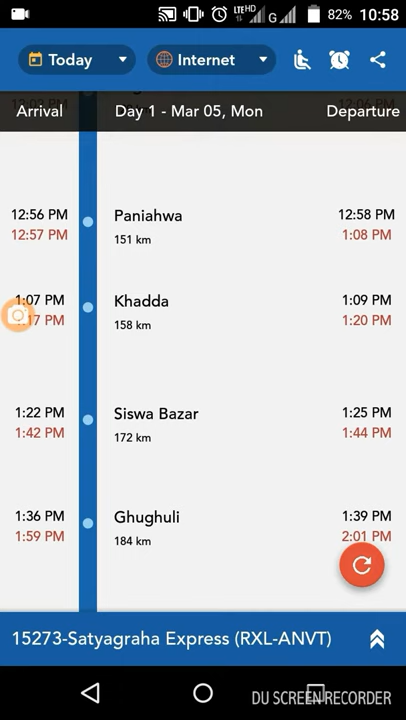 LTE HD G 82% 10:58
Today Internet
Arrival Day 1 - Mar 05, Mon Departure
12:56 PM Paniahwa 12:58 PM
12:57 PM 151 km 1:08 PM
1:07 PM Khadda 1:09 PM
:17 PM 158 km 1:20 PM
1:22 PM Siswa Bazar 1:25 PM
1:42 PM 172 km 1:44 PM
1:36 PM Ghughuli 1:39 PM
1:59 PM 184 km 2:01 PM
15273-Satyagraha Express (RXL-ANVT)
DU SCREEN RECORDER